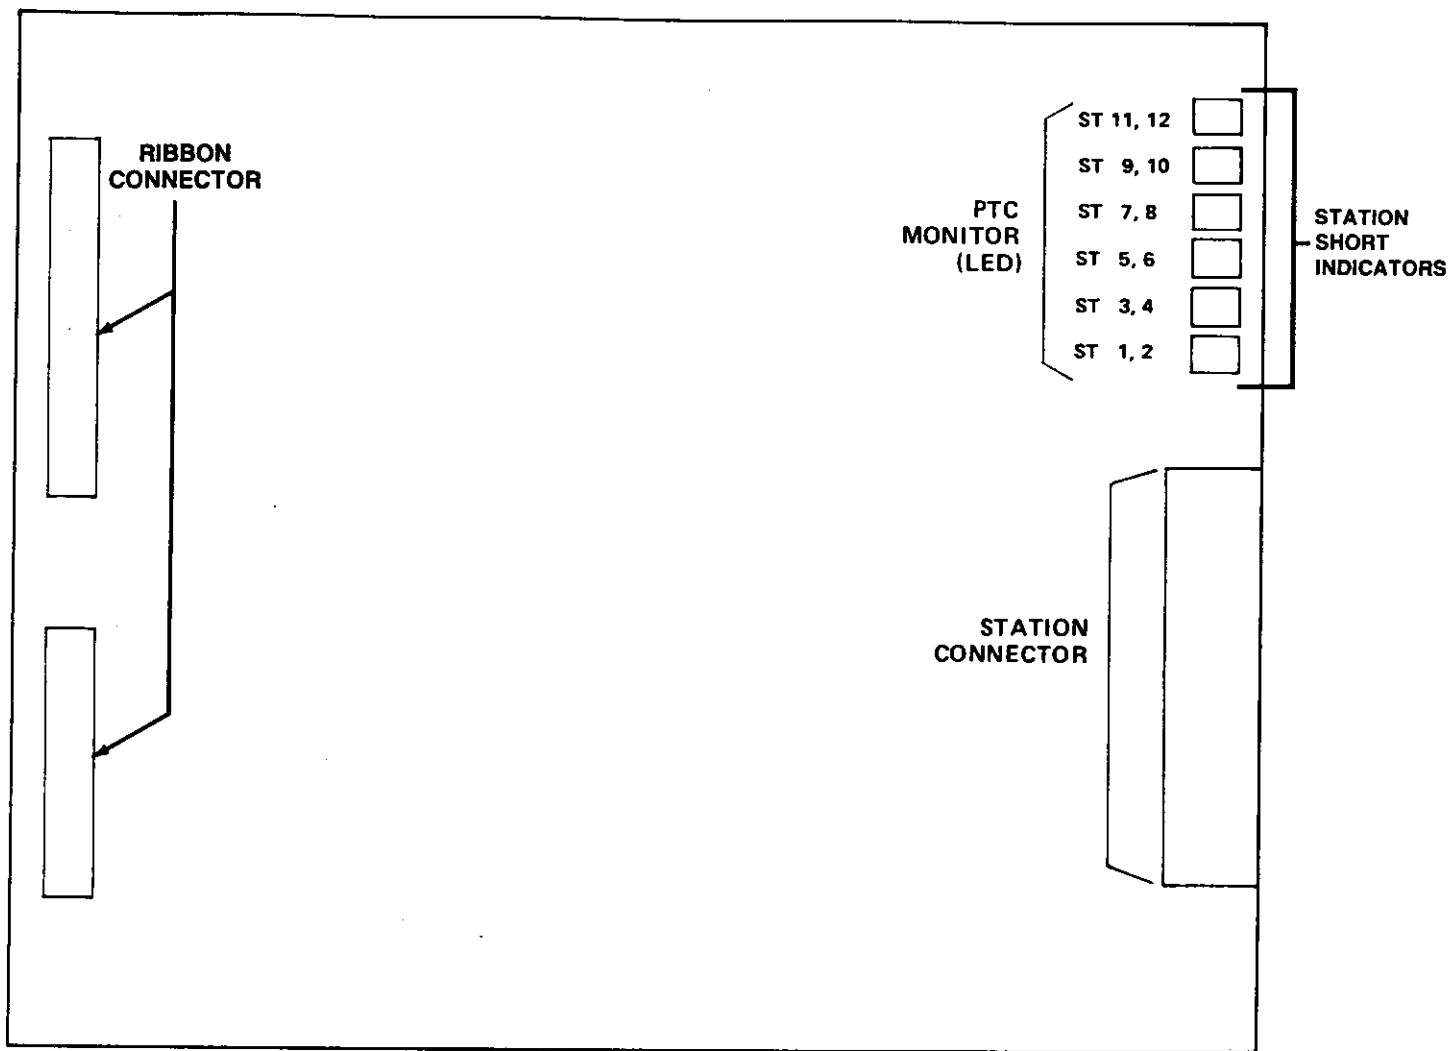 RIBBON
CONNECTOR
PTC
MONITOR
(LED)
ST 11, 12
ST 9, 10
ST 7, 8
ST 5, 6
ST 3, 4
ST 1, 2
STATION
SHORT
INDICATORS
STATION
CONNECTOR